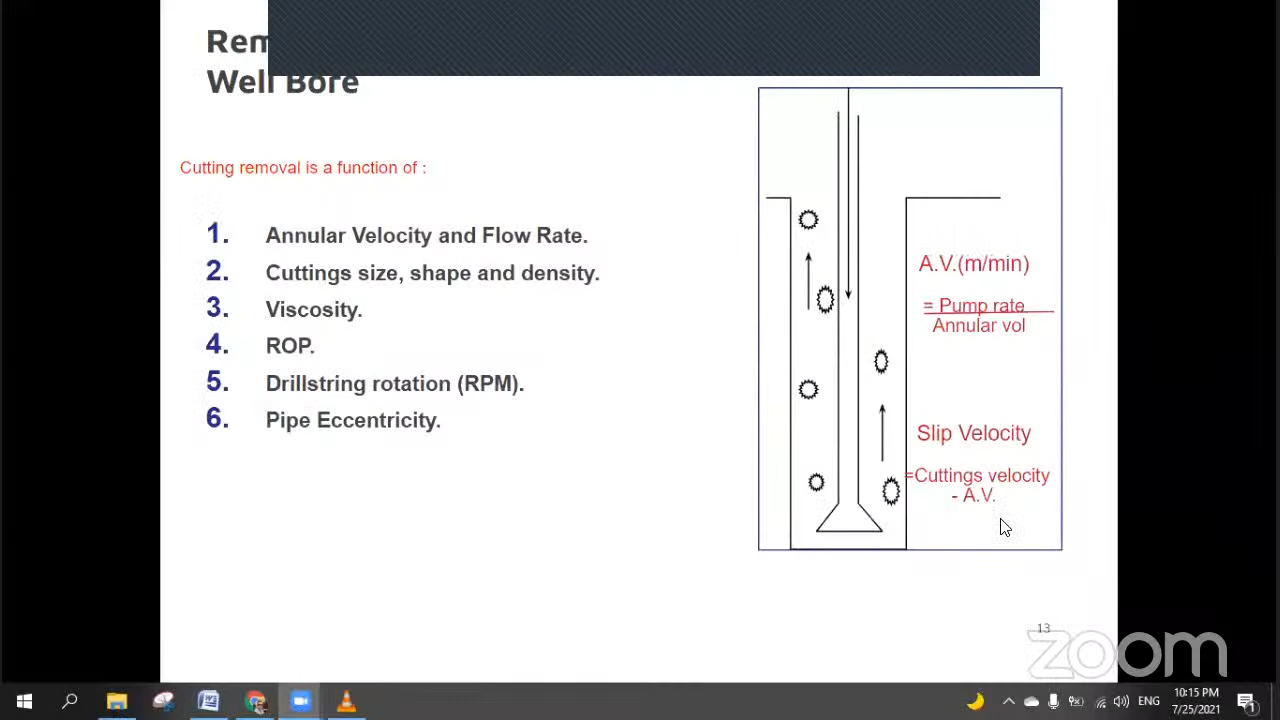 Well Bore
Cutting removal is a function of :
1. Annular Velocity and Flow Rate.
2. Cuttings size, shape and density.
3. Viscosity.
4. ROP.
5. Drillstring rotation (RPM).
6. Pipe Eccentricity.
A.V.(m/min)
= Pump rate
Annular vol
Slip Velocity
=Cuttings velocity
- A.V.
13
zoom
ENG
10:15 PM
7/25/2021
1